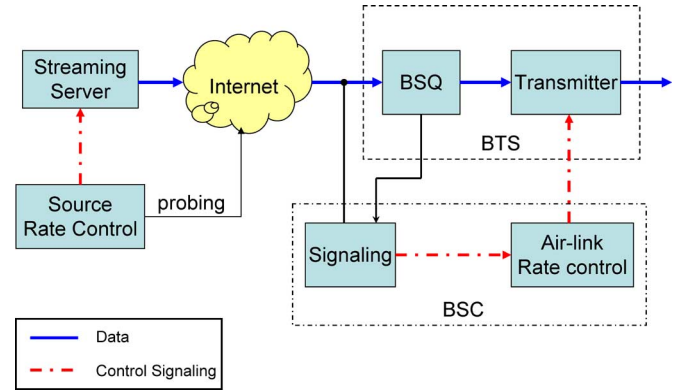 Streaming
Server
Internet
BSQ
Transmitter
BTS
Source
Rate Control
probing
Signaling
Air-link
Rate control
BSC
Data
Control Signaling